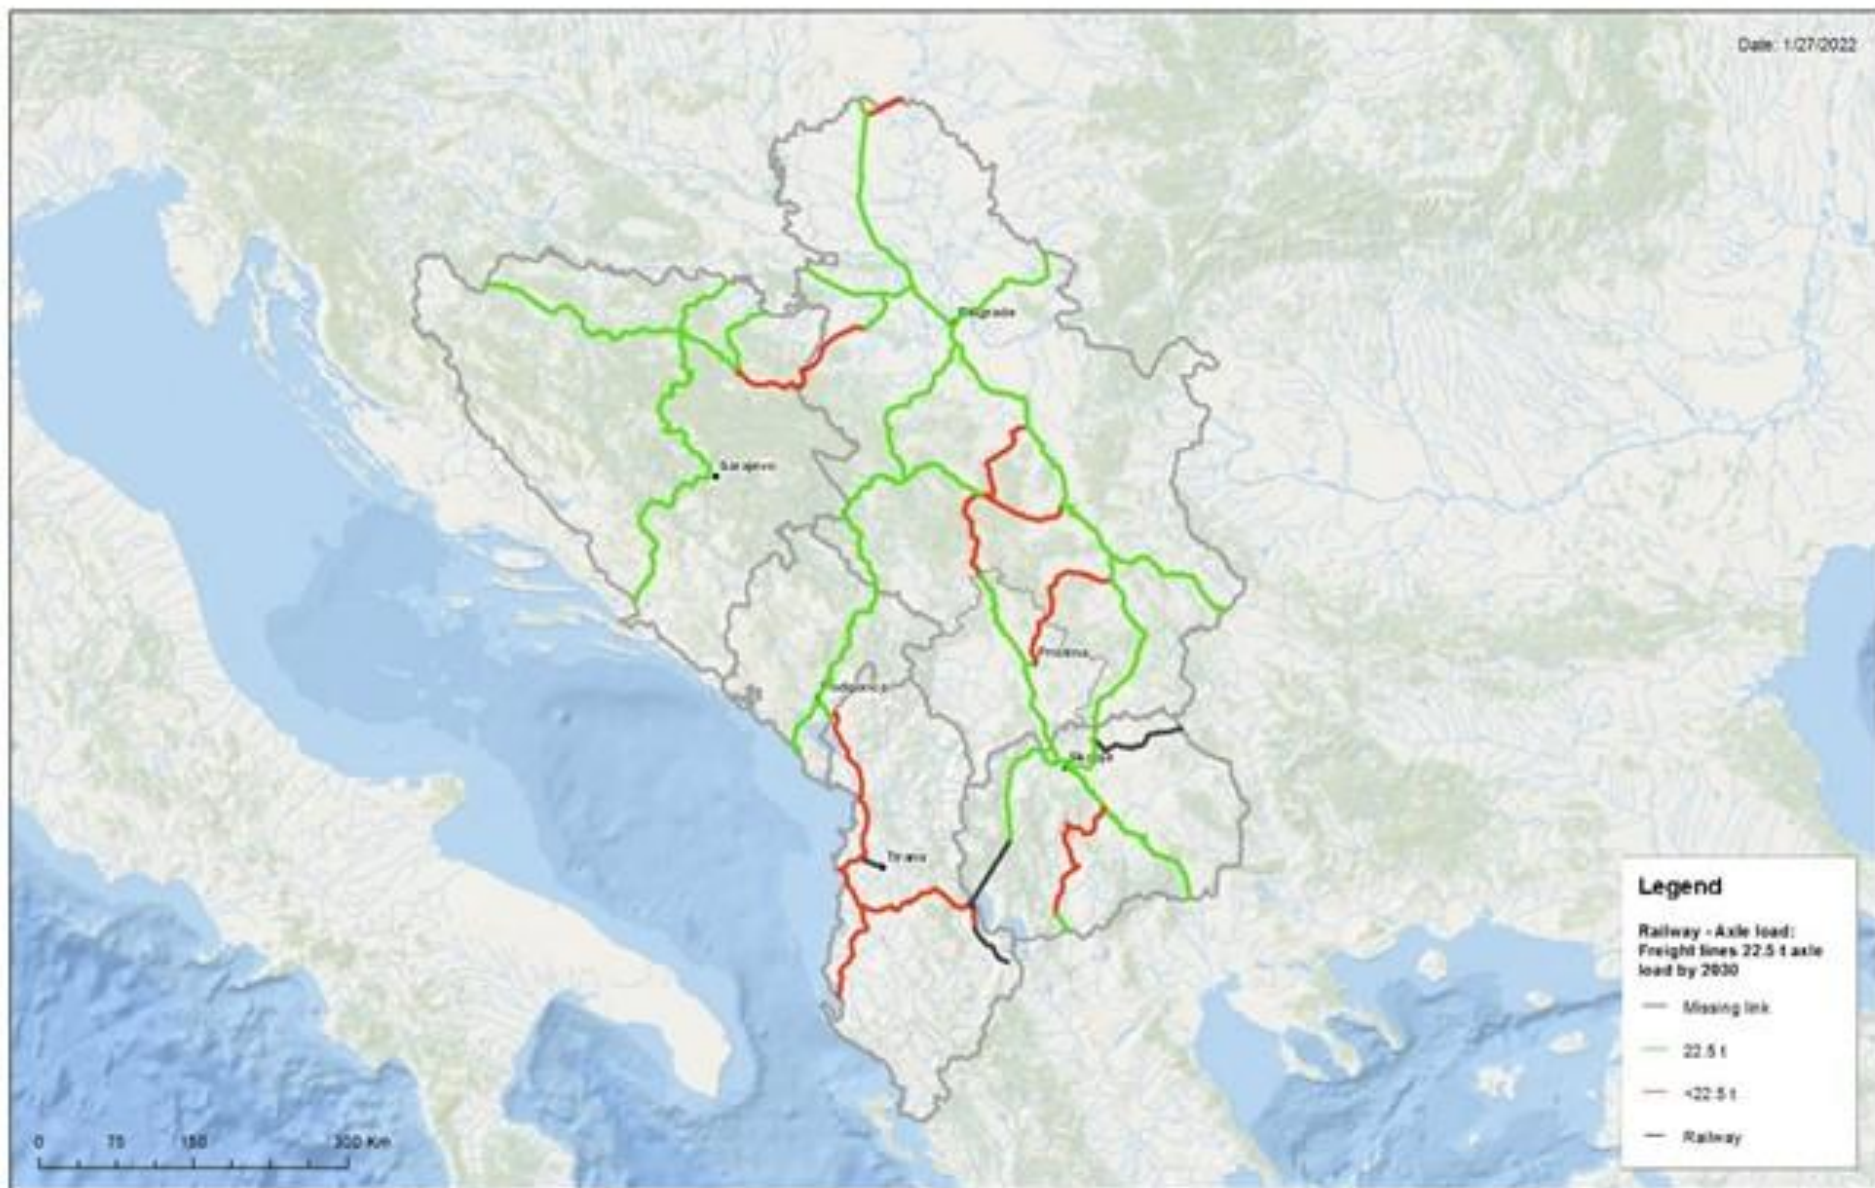 Date: 1/27/2022
Belgrade
Sarajevo
Pristina
Podgorica
Skopje
Tirana
Legend
Railway - Axle load:
Freight lines 22.5 t axle
load by 2030
Missing link
22.5 t
<22.5 t
Railway
0 75 150 300 Km